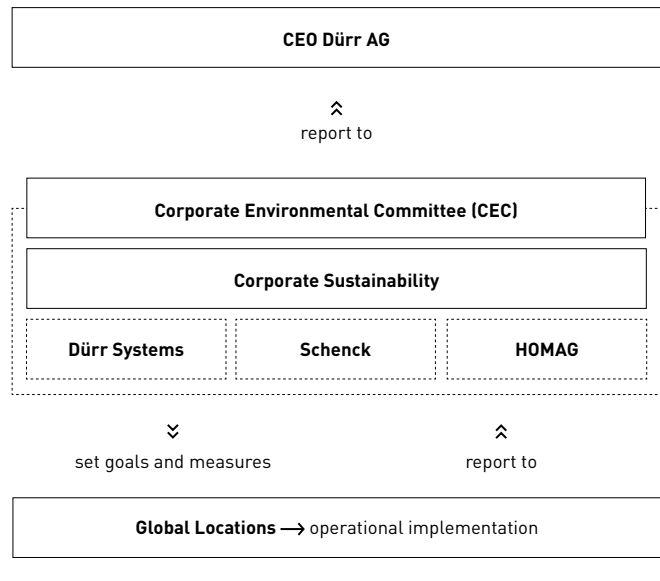 CEO Dürr AG
report to
Corporate Environmental Committee (CEC)
Corporate Sustainability
Dürr Systems
Schenck
HOMAG
set goals and measures
report to
Global Locations → operational implementation